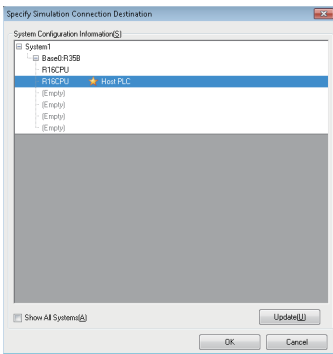 Specify Simulation Connection Destination
System Configuration Information(S)
System1
Base0:R35B
R16CPU
R16CPU Host PLC
(Empty)
(Empty)
(Empty)
(Empty)
Show All Systems(A)
Update(U)
OK Cancel